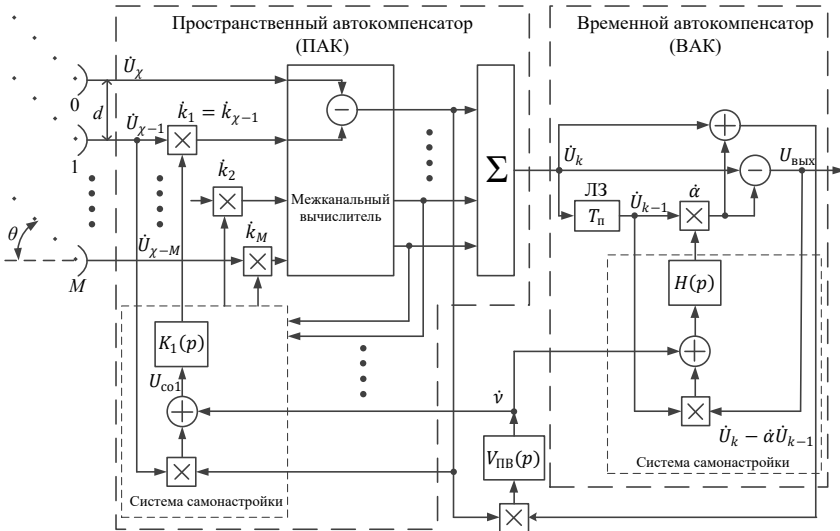 Пространственный автокомпенсатор
(ПАК)
Временной автокомпенсатор
(ВАК)
U̇χ
0
d
U̇χ−1
k̇1 = k̇χ−1
1
k̇2
Межканальный
вычислитель
Σ
θ
U̇χ−M
k̇M
M
U̇k
ЛЗ
Tп
U̇k−1
α̇
Uвых
H(p)
K1(p)
Uсо1
ν̇
VПВ(p)
U̇k − α̇U̇k−1
Система самонастройки
Система самонастройки